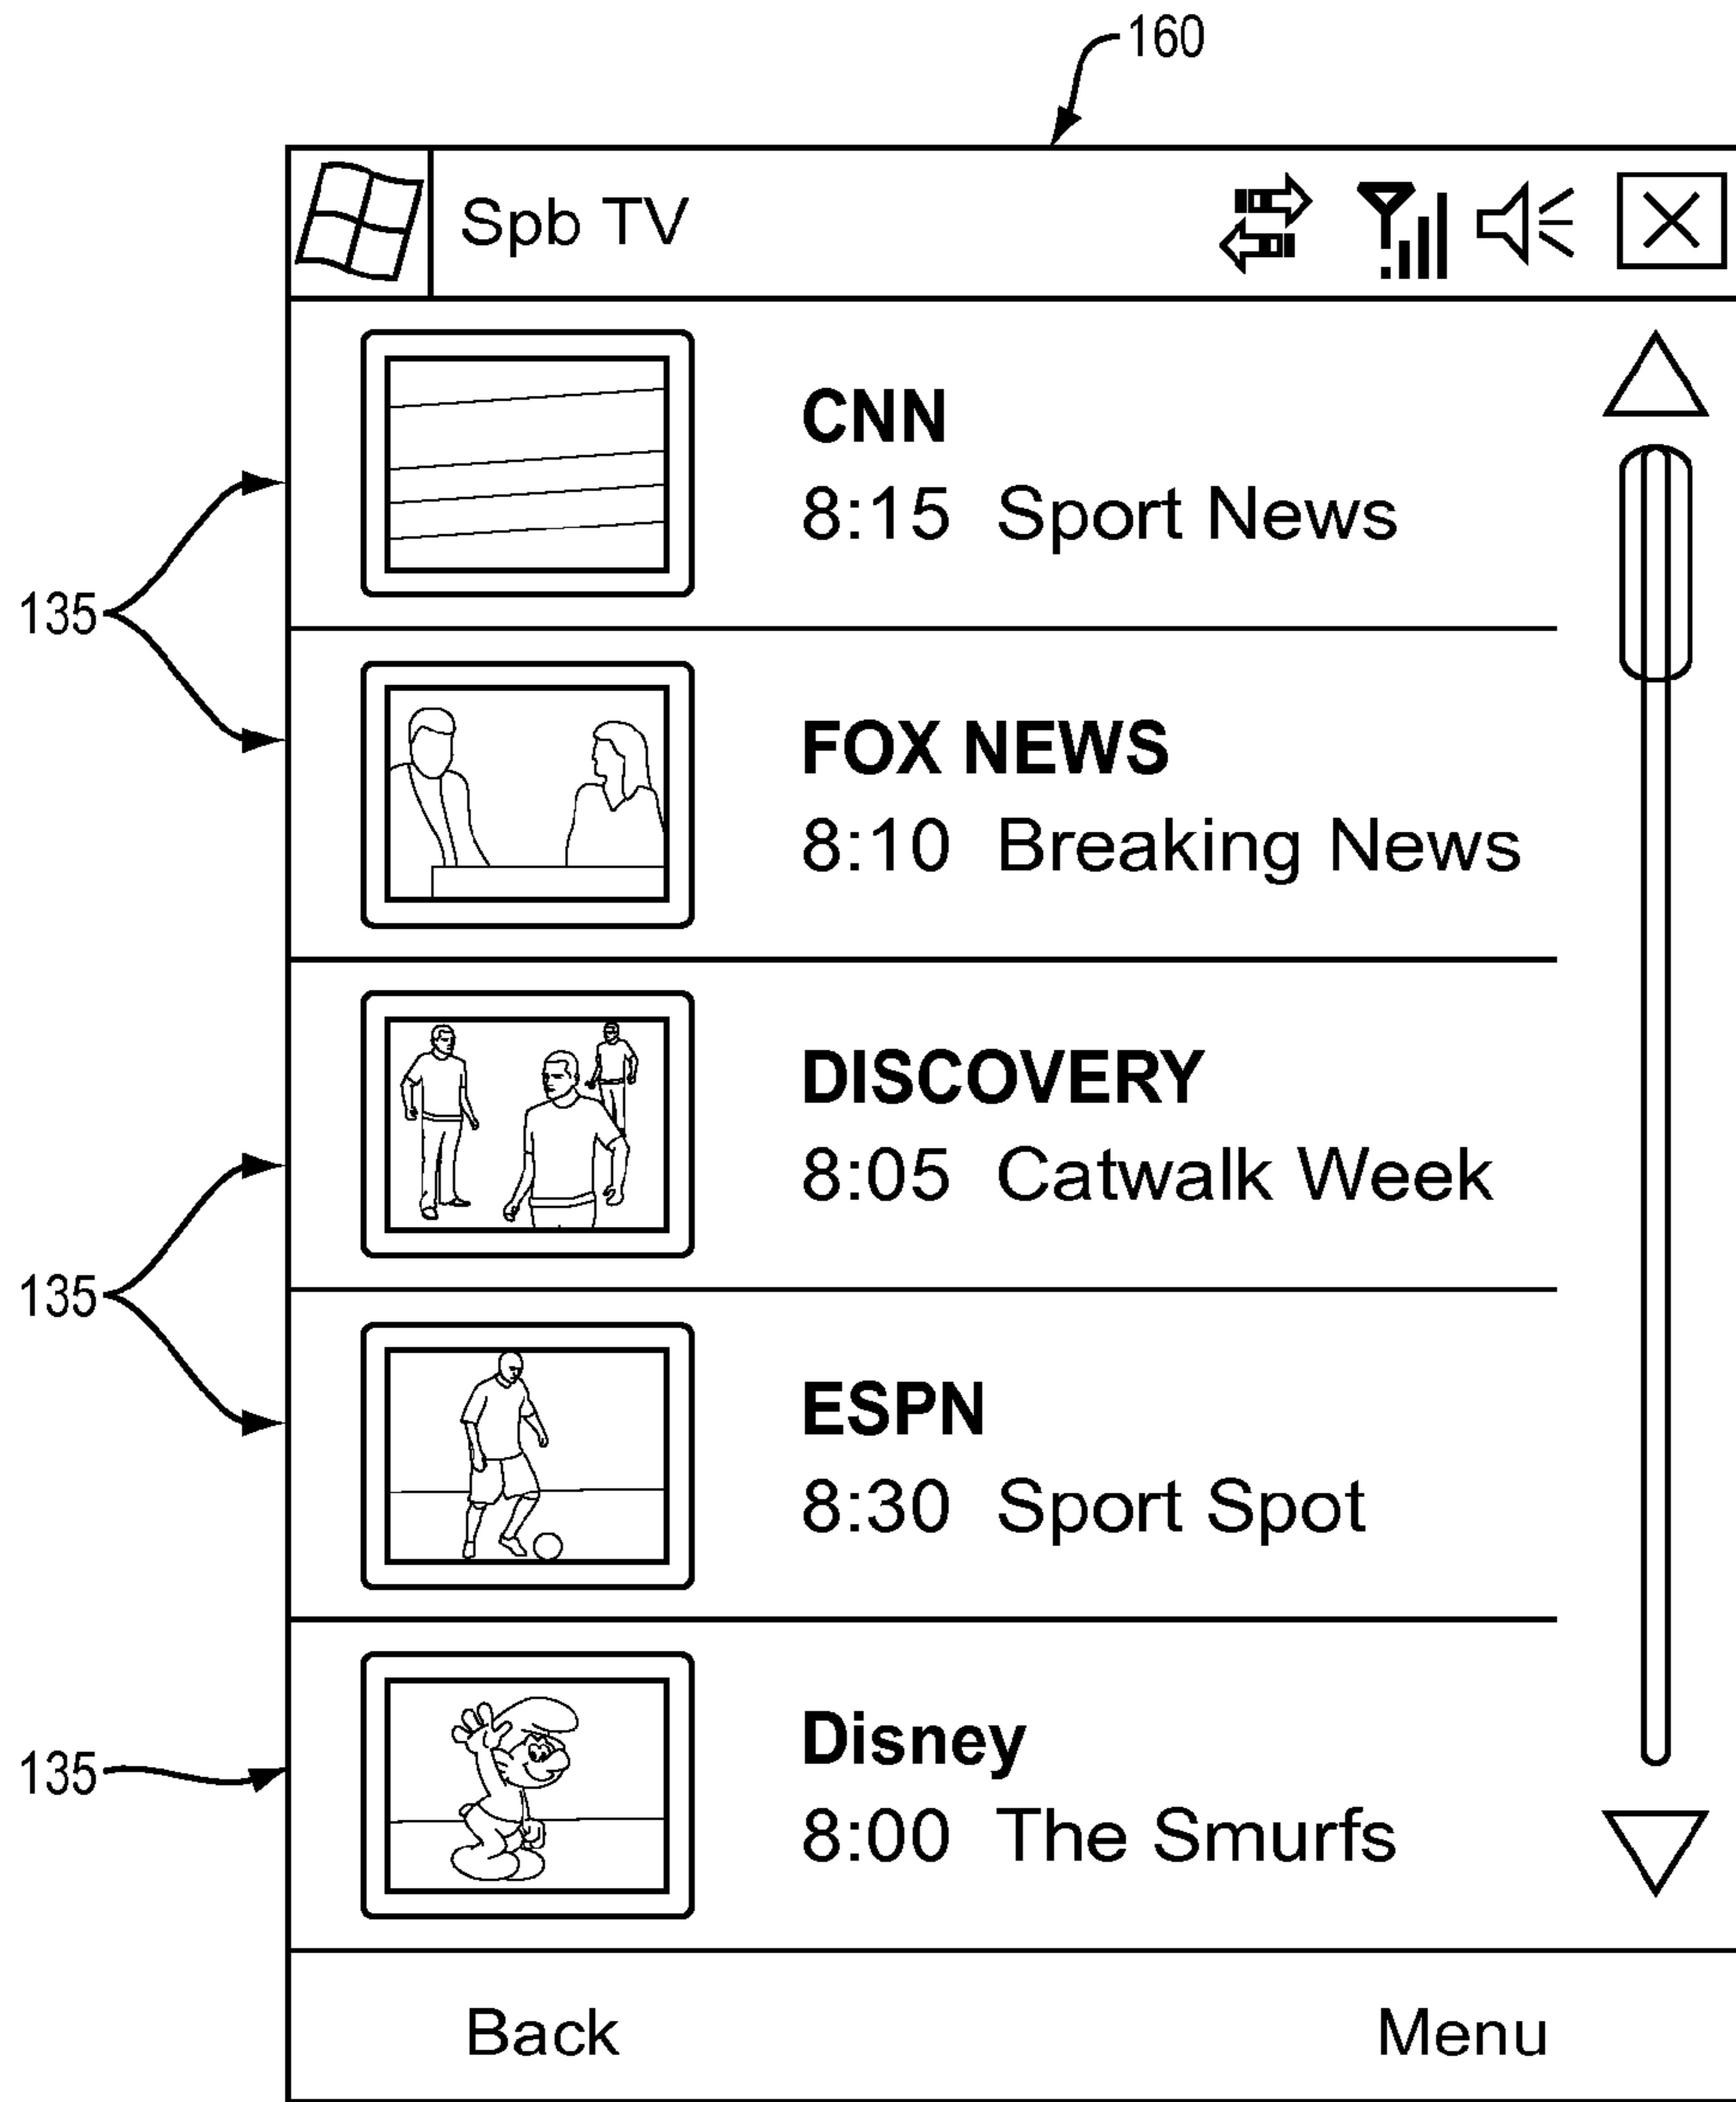 160
Spb TV
CNN
8:15 Sport News
135
FOX NEWS
8:10 Breaking News
DISCOVERY
8:05 Catwalk Week
135
ESPN
8:30 Sport Spot
Disney
135
8:00 The Smurfs
Back
Menu